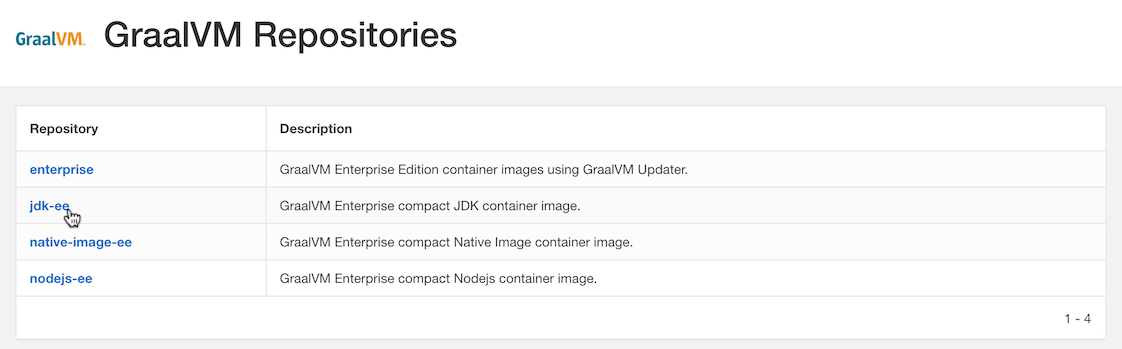 GraalVM GraalVM Repositories
Repository Description
enterprise GraalVM Enterprise Edition container images using GraalVM Updater.
jdk-ee GraalVM Enterprise compact JDK container image.
native-image-ee GraalVM Enterprise compact Native Image container image.
nodejs-ee GraalVM Enterprise compact Nodejs container image.
1 - 4